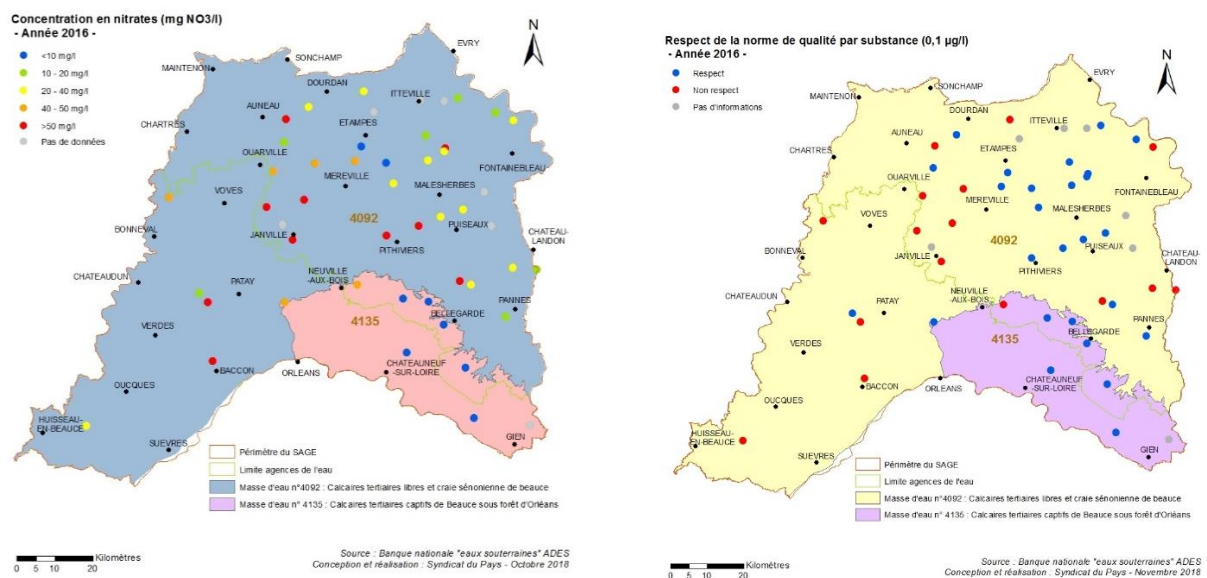 Concentration en nitrates (mg NO3/l)
- Année 2016 -
<10 mg/l
10 - 20 mg/l
20 - 40 mg/l
40 - 50 mg/l
>50 mg/l
Pas de données
N
EVRY
SONCHAMP
MAINTENON
DOURDAN
ITTEVILLE
AUNEAU
CHARTRES
ETAMPES
OUARVILLE
FONTAINEBLEAU
MEREVILLE
MALESHERBES
VOVES
4092
PUISEAUX
BONNEVAL
JANVILLE
PITHIVIERS
CHATEAU-
LANDON
CHATEAUDUN
PATAY
NEUVILLE
-AUX-BOIS
PANNES
BELLEGARDE
4135
VERDES
CHATEAUNEUF
-SUR-LOIRE
ORLEANS
BACCON
OUCQUES
HUISSEAU-
EN-BEAUCE
SUEVRES
GIEN
Périmètre du SAGE
Limite agences de l'eau
Masse d'eau n°4092 : Calcaires tertiaires libres et craie sénonienne de beauce
Masse d'eau n° 4135 : Calcaires tertiaires captifs de Beauce sous forêt d'Orléans
Kilomètres
0 5 10 20
Source : Banque nationale "eaux souterraines" ADES
Conception et réalisation : Syndicat du Pays - Octobre 2018
Respect de la norme de qualité par substance (0,1 µg/l)
- Année 2016 -
Respect
Non respect
Pas d'informations
N
EVRY
SONCHAMP
MAINTENON
DOURDAN
ITTEVILLE
AUNEAU
CHARTRES
ETAMPES
OUARVILLE
FONTAINEBLEAU
MEREVILLE
MALESHERBES
VOVES
4092
PUISEAUX
BONNEVAL
JANVILLE
PITHIVIERS
CHATEAU-
LANDON
CHATEAUDUN
PATAY
NEUVILLE
-AUX-BOIS
PANNES
BELLEGARDE
4135
VERDES
CHATEAUNEUF
-SUR-LOIRE
ORLEANS
BACCON
OUCQUES
HUISSEAU-
EN-BEAUCE
SUEVRES
GIEN
Périmètre du SAGE
Limite agences de l'eau
Masse d'eau n°4092 : Calcaires tertiaires libres et craie sénonienne de beauce
Masse d'eau n° 4135 : Calcaires tertiaires captifs de Beauce sous forêt d'Orléans
Kilomètres
0 5 10 20
Source : Banque nationale "eaux souterraines" ADES
Conception et réalisation : Syndicat du Pays - Novembre 2018